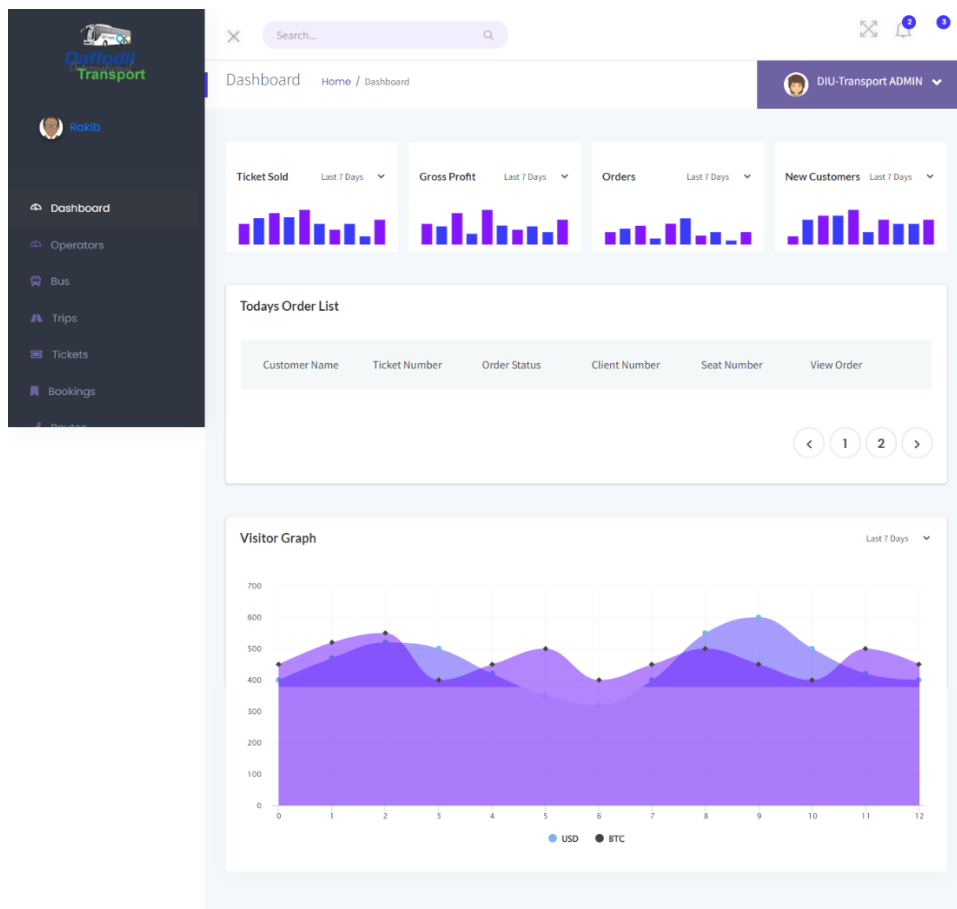 Daffodil
International
Transport
Rakib
Dashboard
Operators
Bus
Trips
Tickets
Bookings
Routes
Search...
2
3
Dashboard
Home / Dashboard
DIU-Transport ADMIN
Ticket Sold
Last 7 Days
Gross Profit
Last 7 Days
Orders
Last 7 Days
New Customers
Last 7 Days
Todays Order List
Customer Name
Ticket Number
Order Status
Client Number
Seat Number
View Order
1
2
Visitor Graph
Last 7 Days
700
600
500
400
300
200
100
0
0 1 2 3 4 5 6 7 8 9 10 11 12
USD
BTC